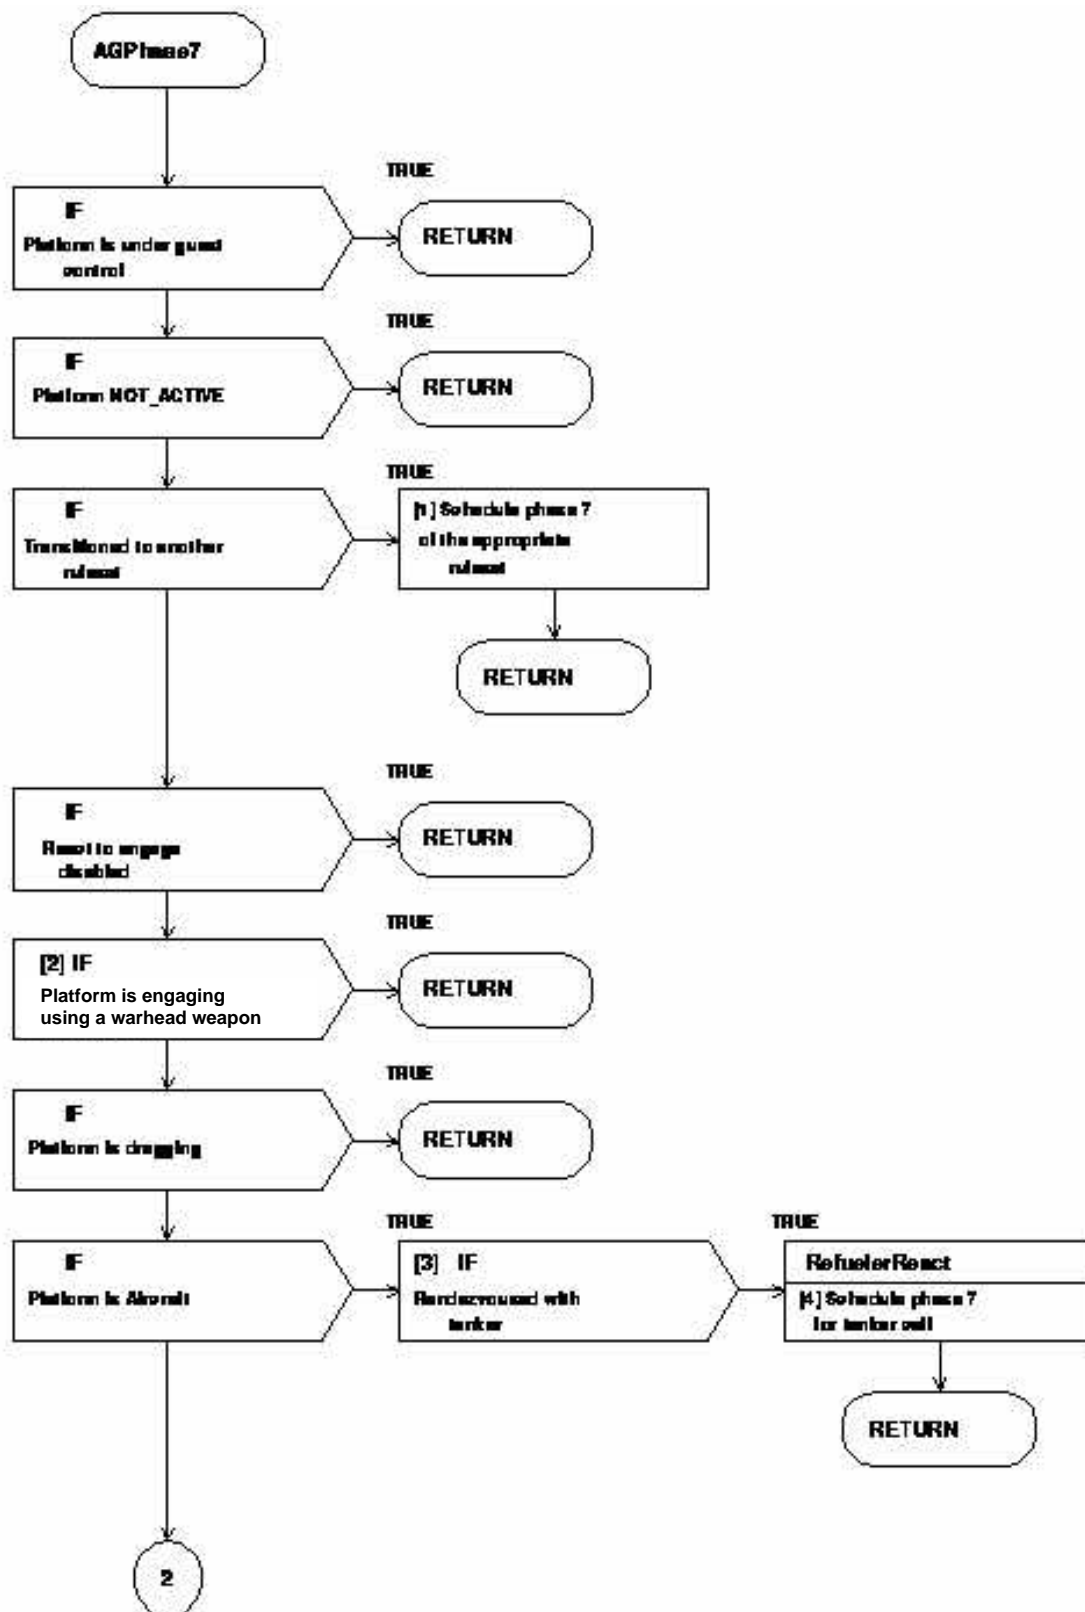 AGPhase7
TRUE
IF
Platform is under guest
control
RETURN
TRUE
IF
Platform NOT_ACTIVE
RETURN
TRUE
IF
Transitioned to another
ruleset
[1] Schedule phase 7
of the appropriate
ruleset
RETURN
TRUE
IF
Reset to engage
disabled
RETURN
TRUE
[2] IF
Platform is engaging
using a warhead weapon
RETURN
TRUE
IF
Platform is dragging
RETURN
TRUE
TRUE
IF
Platform is Aircraft
[3] IF
Rendezvoused with
tanker
RefuelerReact
[4] Schedule phase 7
for tanker cell
RETURN
2